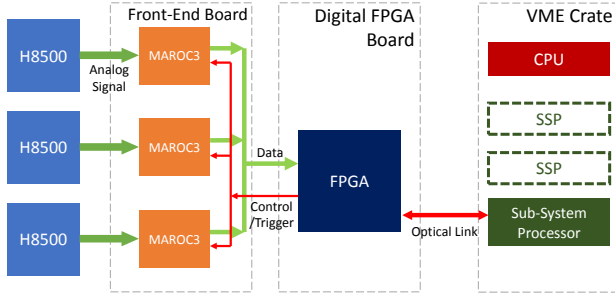 Front-End Board
Digital FPGA
Board
VME Crate
H8500
Analog
Signal
MAROC3
H8500
MAROC3
H8500
MAROC3
Data
Control
/Trigger
FPGA
Optical Link
CPU
SSP
SSP
Sub-System
Processor